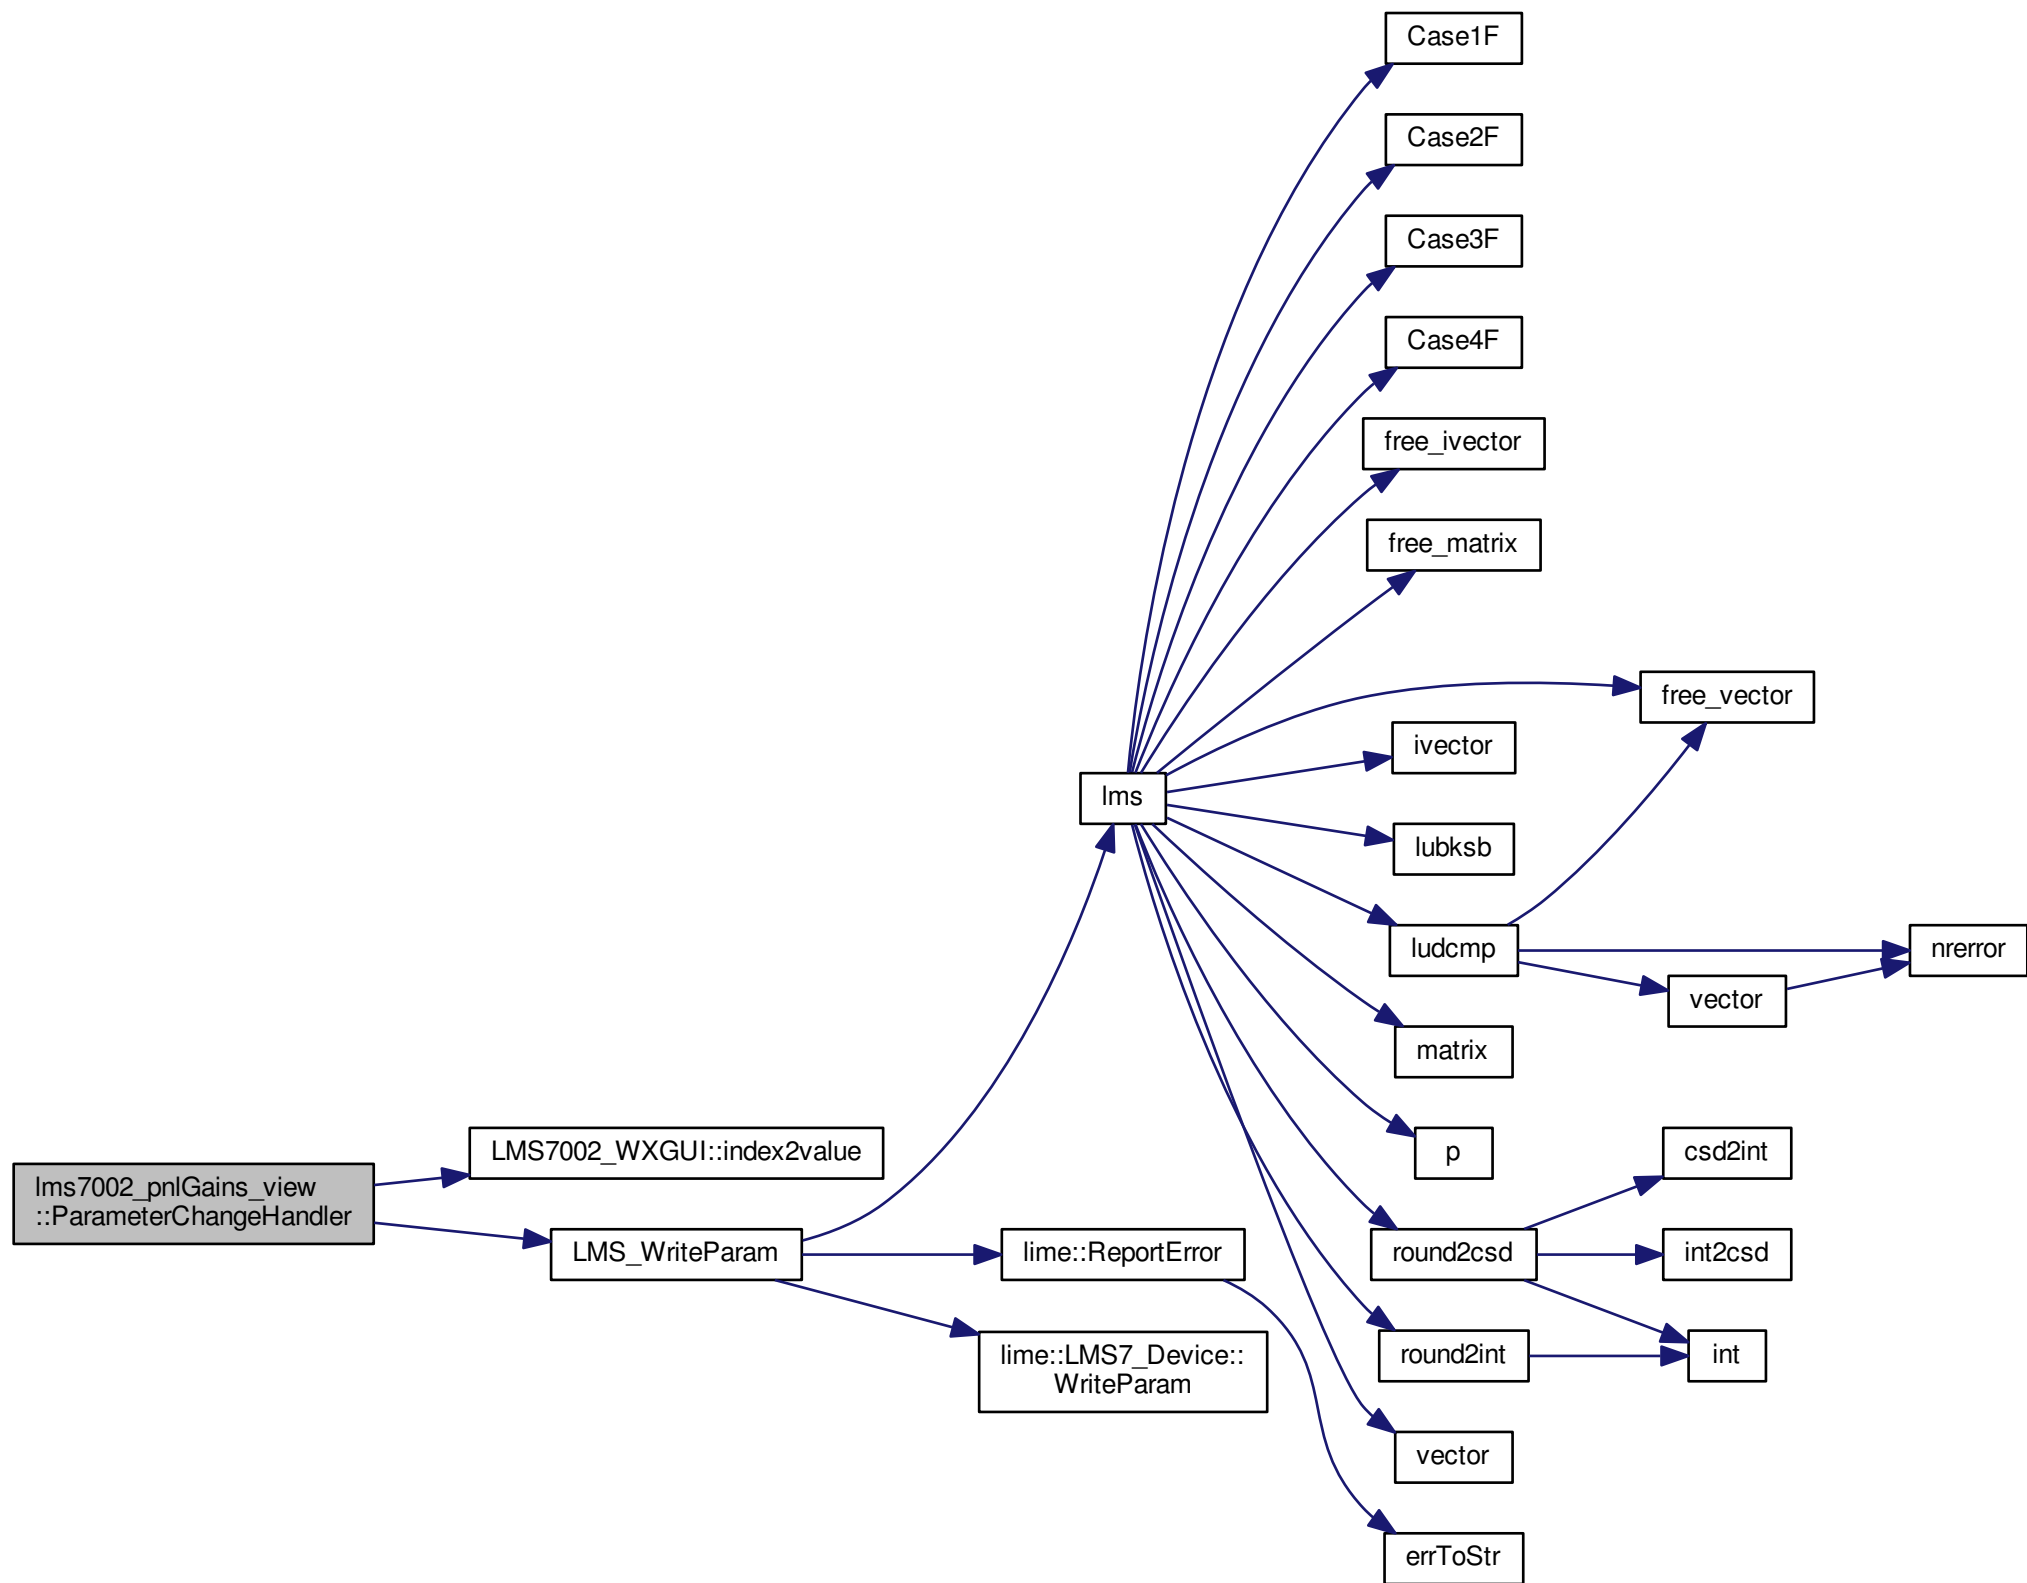 Case1F
Case2F
Case3F
Case4F
free_ivector
free_matrix
free_vector
ivector
lms
lubksb
ludcmp
nrerror
vector
matrix
LMS7002_WXGUI::index2value
p
csd2int
lms7002_pnlGains_view
::ParameterChangeHandler
LMS_WriteParam
lime::ReportError
round2csd
int2csd
lime::LMS7_Device::
WriteParam
round2int
int
vector
errToStr